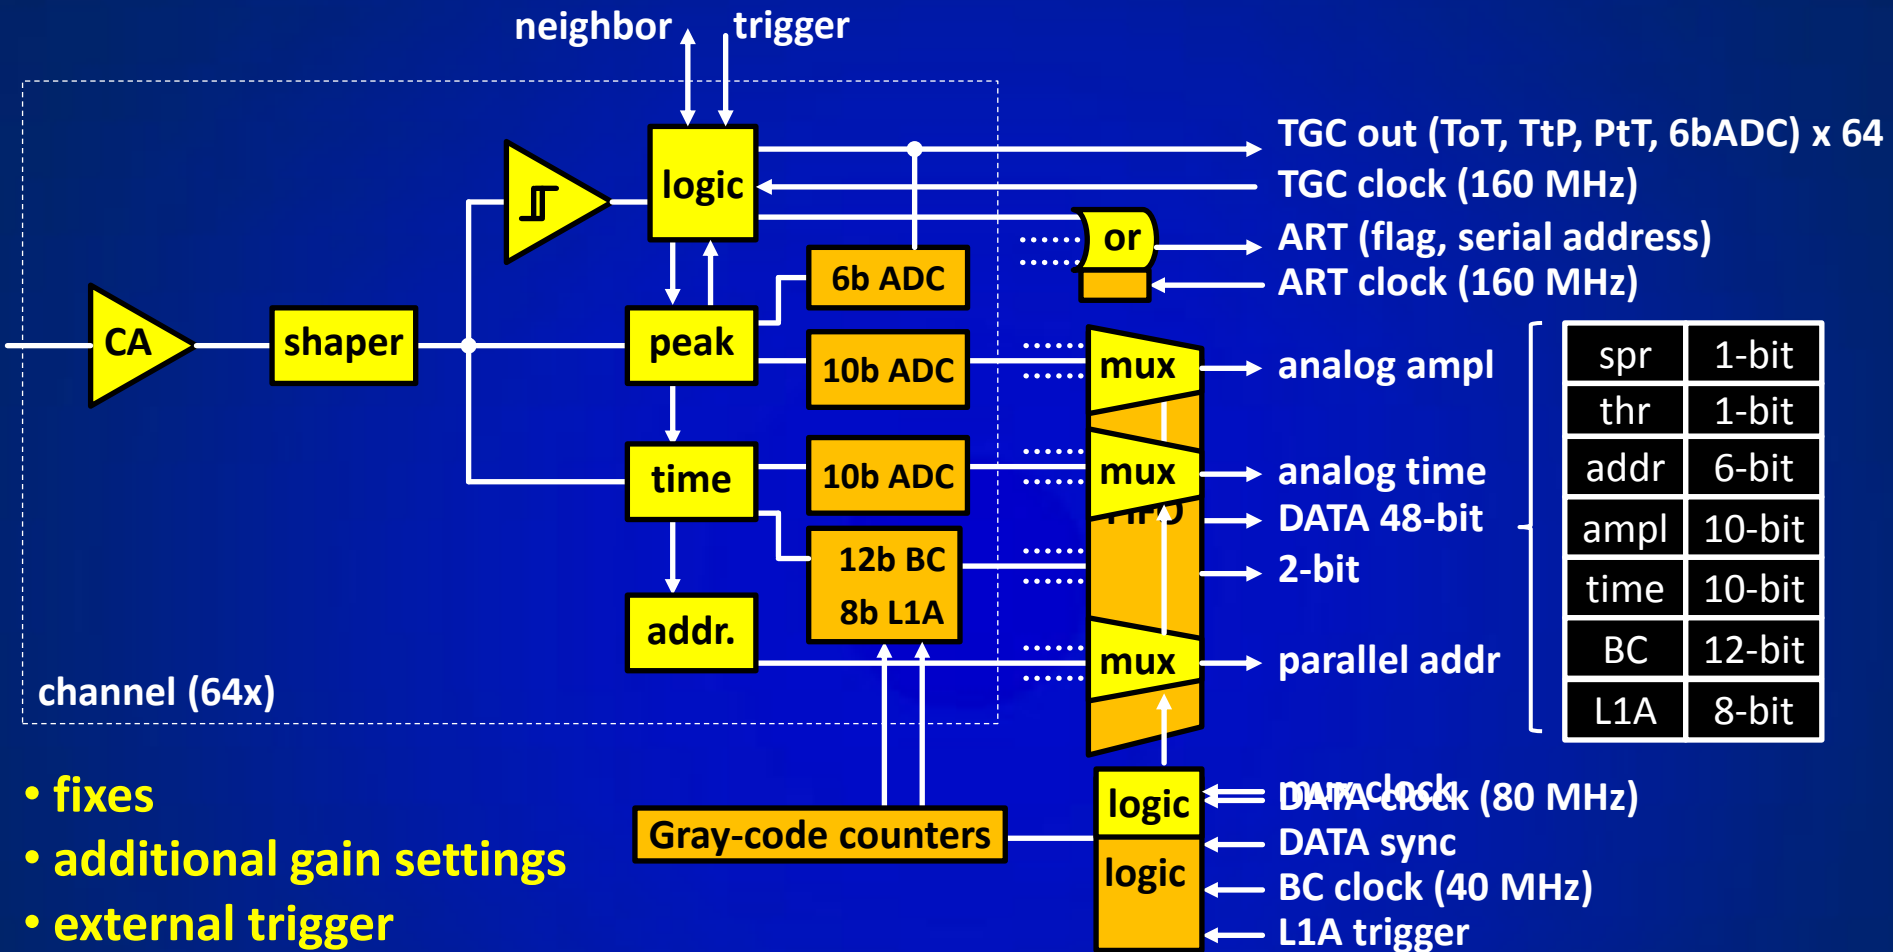 neighbor
trigger
TGC out (ToT, TtP, PtT, 6bADC) x 64
TGC clock (160 MHz)
logic
or
ART (flag, serial address)
6b ADC
ART clock (160 MHz)
CA
shaper
peak
10b ADC
mux
analog ampl
spr 1-bit
thr 1-bit
addr 6-bit
ampl 10-bit
time 10-bit
BC 12-bit
L1A 8-bit
time
10b ADC
mux
analog time
DATA 48-bit
2-bit
12b BC
8b L1A
addr.
mux
parallel addr
channel (64x)
• fixes
• additional gain settings
• external trigger
Gray-code counters
logic
logic
mux clock
DATA clock (80 MHz)
DATA sync
BC clock (40 MHz)
L1A trigger